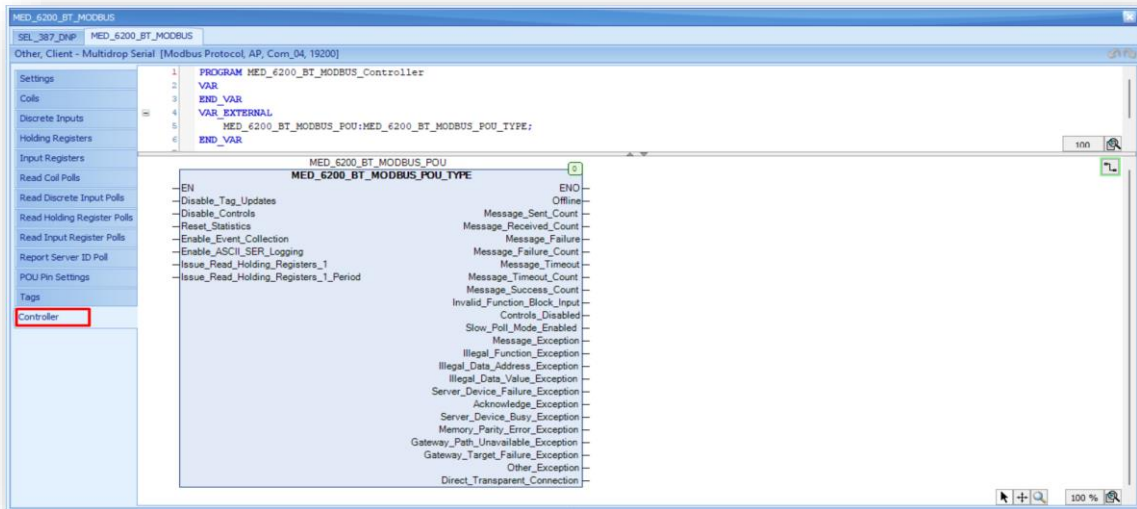 MED_6200_BT_MODBUS
SEL_387_DNP MED_6200_BT_MODBUS
Other, Client - Multidrop Serial [Modbus Protocol, AP, Com_04, 19200]
Settings
Coils
Discrete Inputs
Holding Registers
Input Registers
Read Coil Polls
Read Discrete Input Polls
Read Holding Register Polls
Read Input Register Polls
Report Server ID Poll
POU Pin Settings
Tags
Controller
1 PROGRAM MED_6200_BT_MODBUS_Controller
2 VAR
3 END_VAR
4 VAR_EXTERNAL
5 MED_6200_BT_MODBUS_POU:MED_6200_BT_MODBUS_POU_TYPE;
6 END_VAR
100
MED_6200_BT_MODBUS_POU
0
MED_6200_BT_MODBUS_POU_TYPE
EN ENO
Disable_Tag_Updates Offline
Disable_Controls Message_Sent_Count
Reset_Statistics Message_Received_Count
Enable_Event_Collection Message_Failure
Enable_ASCII_SER_Logging Message_Failure_Count
Issue_Read_Holding_Registers_1 Message_Timeout
Issue_Read_Holding_Registers_1_Period Message_Timeout_Count
Message_Success_Count
Invalid_Function_Block_Input
Controls_Disabled
Slow_Poll_Mode_Enabled
Message_Exception
Illegal_Function_Exception
Illegal_Data_Address_Exception
Illegal_Data_Value_Exception
Server_Device_Failure_Exception
Acknowledge_Exception
Server_Device_Busy_Exception
Memory_Parity_Error_Exception
Gateway_Path_Unavailable_Exception
Gateway_Target_Failure_Exception
Other_Exception
Direct_Transparent_Connection
100 %